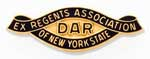 EX REGENTS ASSOCIATION
DAR
OF NEW YORK STATE